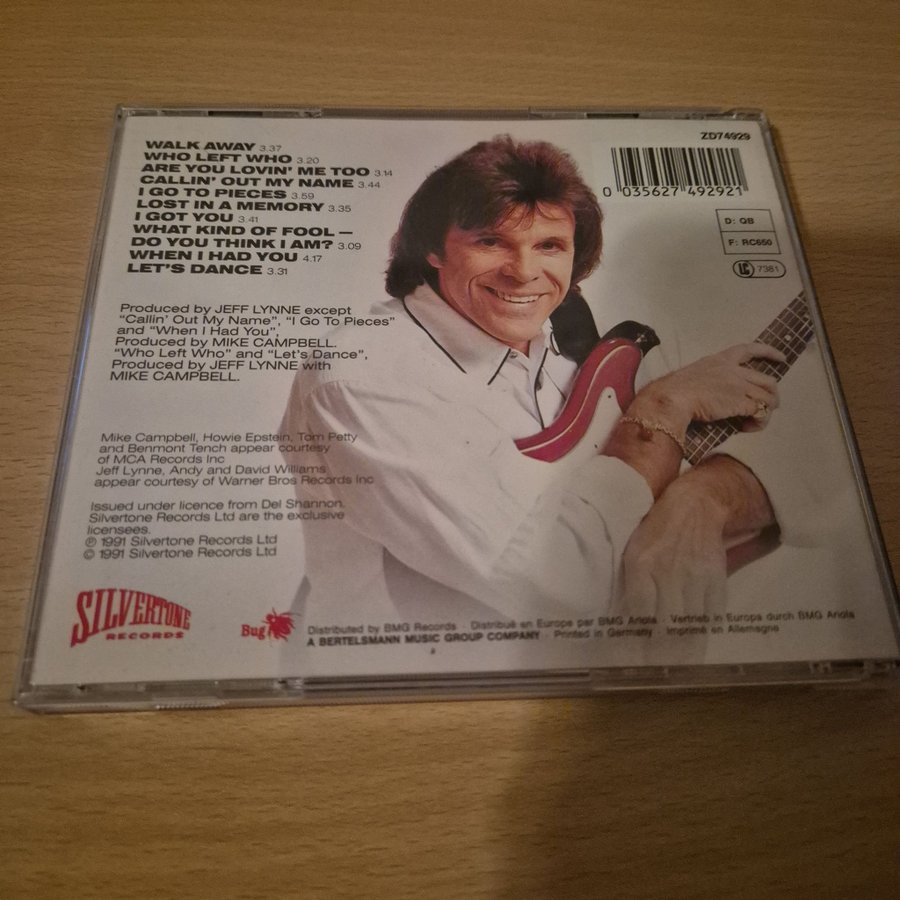 WALK AWAY 3.37
WHO LEFT WHO 3.20
ARE YOU LOVIN' ME TOO 3.14
CALLIN' OUT MY NAME 3.44
I GO TO PIECES 3.59
LOST IN A MEMORY 3.35
I GOT YOU 3.41
WHAT KIND OF FOOL –
DO YOU THINK I AM? 3.09
WHEN I HAD YOU 4.17
LET'S DANCE 3.31
ZD74929
0 035627 492921
D: QB
F: RC650
LC 7381
Produced by JEFF LYNNE except
"Callin' Out My Name", "I Go To Pieces"
and "When I Had You",
Produced by MIKE CAMPBELL.
"Who Left Who" and "Let's Dance",
Produced by JEFF LYNNE with
MIKE CAMPBELL.
Mike Campbell, Howie Epstein, Tom Petty
and Benmont Tench appear courtesy
of MCA Records Inc
Jeff Lynne, Andy and David Williams
appear courtesy of Warner Bros Records Inc
Issued under licence from Del Shannon.
Silvertone Records Ltd are the exclusive
licensees.
℗ 1991 Silvertone Records Ltd
© 1991 Silvertone Records Ltd
SILVERTONE
RECORDS
Bug
Distributed by BMG Records · Distribué en Europe par BMG Ariola · Vertrieb in Europa durch BMG Ariola
A BERTELSMANN MUSIC GROUP COMPANY · Printed in Germany · Imprimé en Allemagne